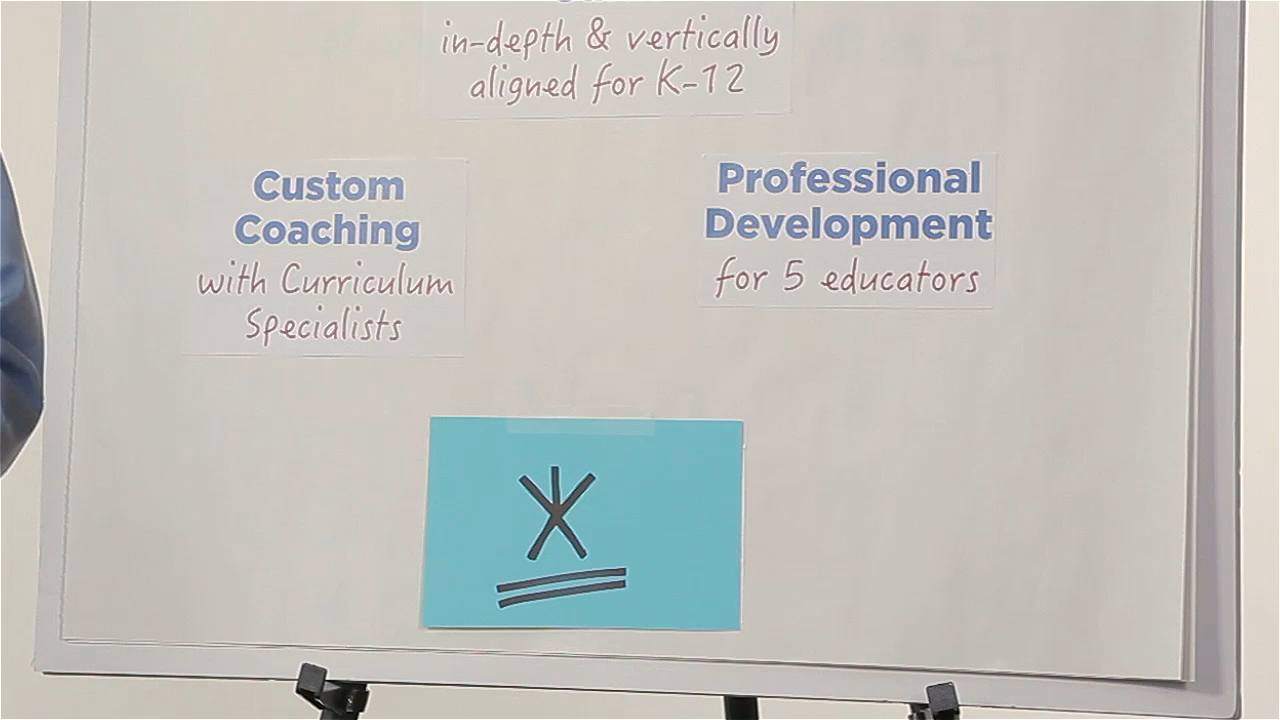 in-depth & vertically
aligned for K-12
Custom
Coaching
with Curriculum
Specialists
Professional
Development
for 5 educators